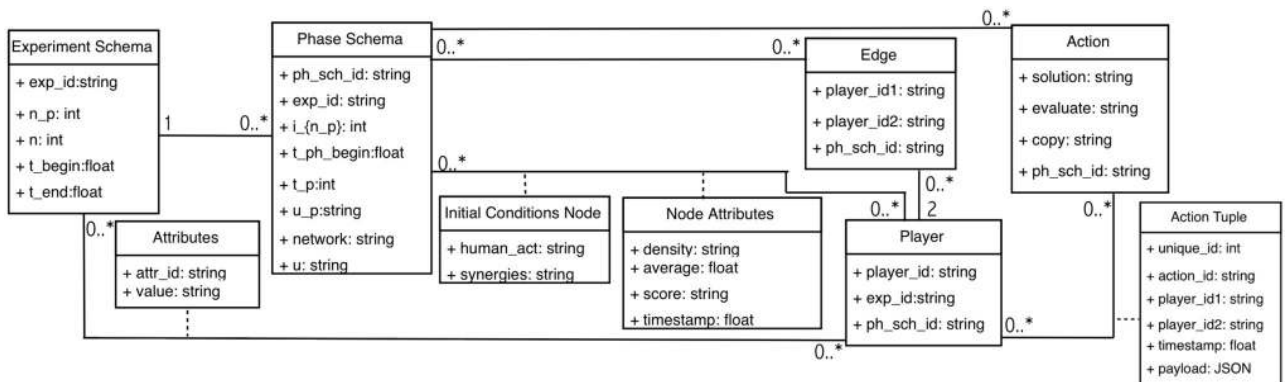 Experiment Schema
+ exp_id:string
+ n_p: int
+ n: int
+ t_begin:float
+ t_end:float
1
0..*
0..*
Phase Schema
+ ph_sch_id: string
+ exp_id: string
+ i_{n_p}: int
+ t_ph_begin:float
+ t_p:int
+ u_p:string
+ network: string
+ u: string
0..*
0..*
0..*
Attributes
+ attr_id: string
+ value: string
Initial Conditions Node
+ human_act: string
+ synergies: string
Node Attributes
+ density: string
+ average: float
+ score: string
+ timestamp: float
0..*
Edge
+ player_id1: string
+ player_id2: string
+ ph_sch_id: string
0..*
2
0..*
Player
+ player_id: string
+ exp_id:string
+ ph_sch_id: string
0..*
0..*
0..*
Action
+ solution: string
+ evaluate: string
+ copy: string
+ ph_sch_id: string
0..*
Action Tuple
+ unique_id: int
+ action_id: string
+ player_id1: string
+ player_id2: string
+ timestamp: float
+ payload: JSON